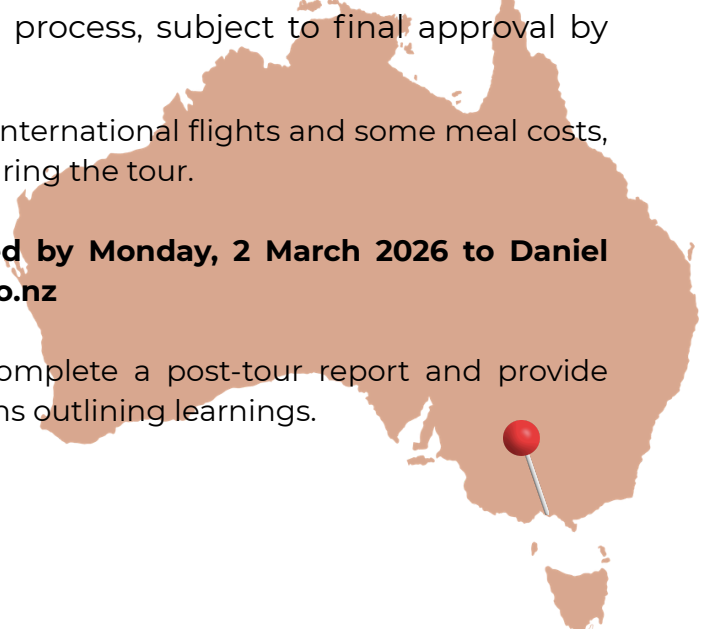 process, subject to final approval by
nternational flights and some meal costs,
ring the tour.
d by Monday, 2 March 2026 to Daniel
o.nz
omplete a post-tour report and provide
ns outlining learnings.